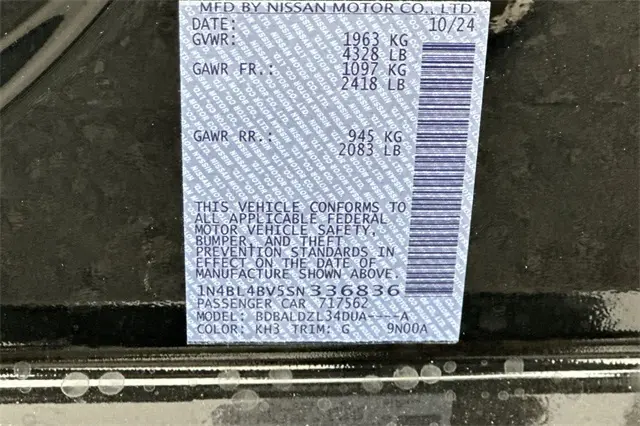 MFD BY NISSAN MOTOR CO., LTD.
DATE: 10/24
GVWR: 1963 KG
4328 LB
GAWR FR.: 1097 KG
2418 LB
GAWR RR.: 945 KG
2083 LB
THIS VEHICLE CONFORMS TO
ALL APPLICABLE FEDERAL
MOTOR VEHICLE SAFETY,
BUMPER, AND THEFT
PREVENTION STANDARDS IN
EFFECT ON THE DATE OF
MANUFACTURE SHOWN ABOVE.
1N4BL4BV5SN336836
PASSENGER CAR 717562
MODEL: BDBALDZL34DUA----A
COLOR: KH3 TRIM: G 9N00A